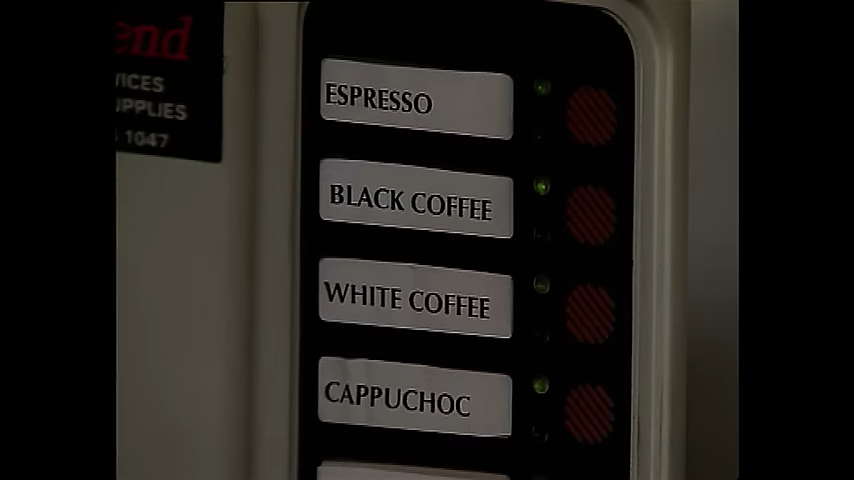 end
VICES
UPPLIES
1047
ESPRESSO
BLACK COFFEE
WHITE COFFEE
CAPPUCHOC